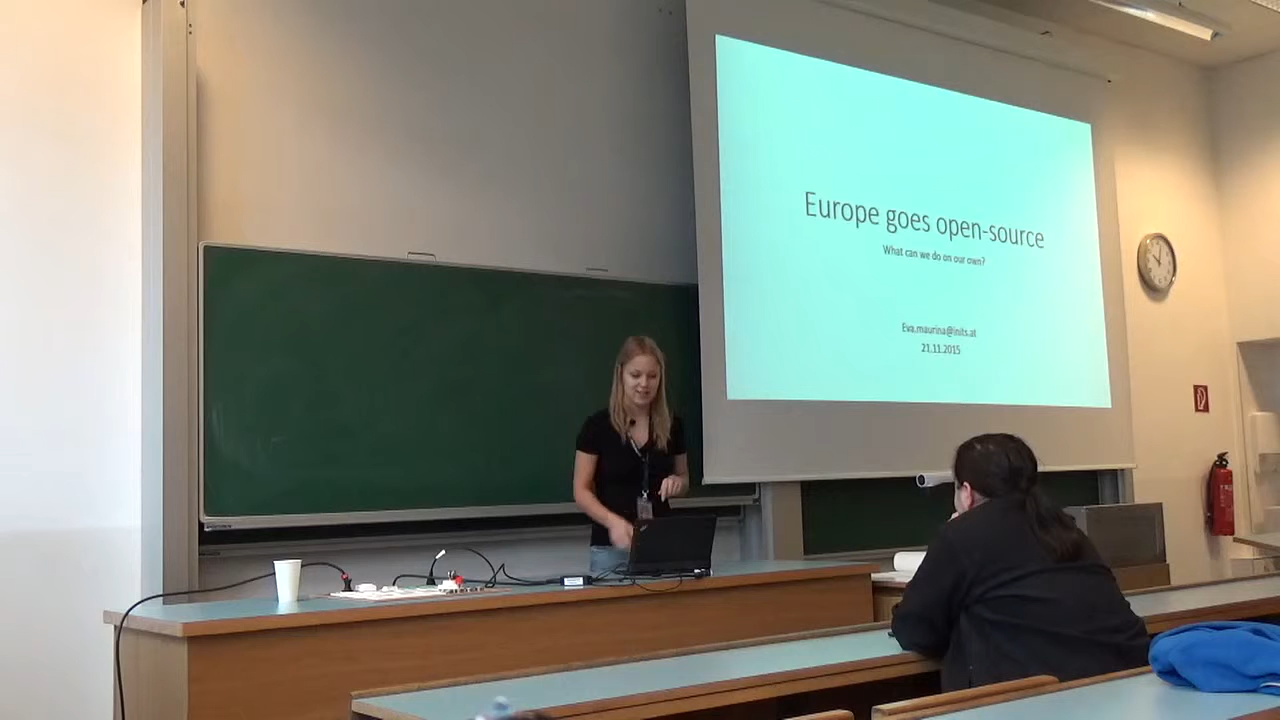 Europe goes open-source
What can we do on our own?
Eva.maurina@inits.at
21.11.2015